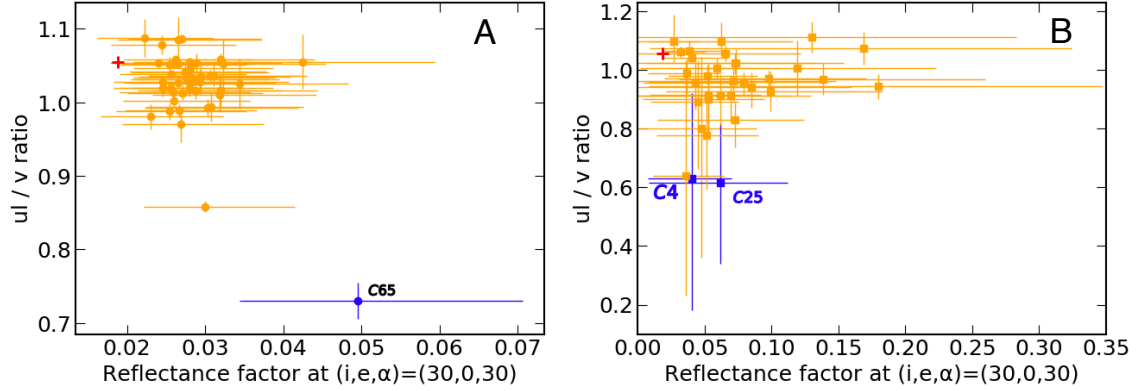 A
1.1
1.0
0.9
0.8
0.7
ul / v ratio
C65
0.02 0.03 0.04 0.05 0.06 0.07
Reflectance factor at (i,e,α)=(30,0,30)
B
1.2
1.0
0.8
0.6
0.4
0.2
ul / v ratio
C4
C25
0.00 0.05 0.10 0.15 0.20 0.25 0.30 0.35
Reflectance factor at (i,e,α)=(30,0,30)